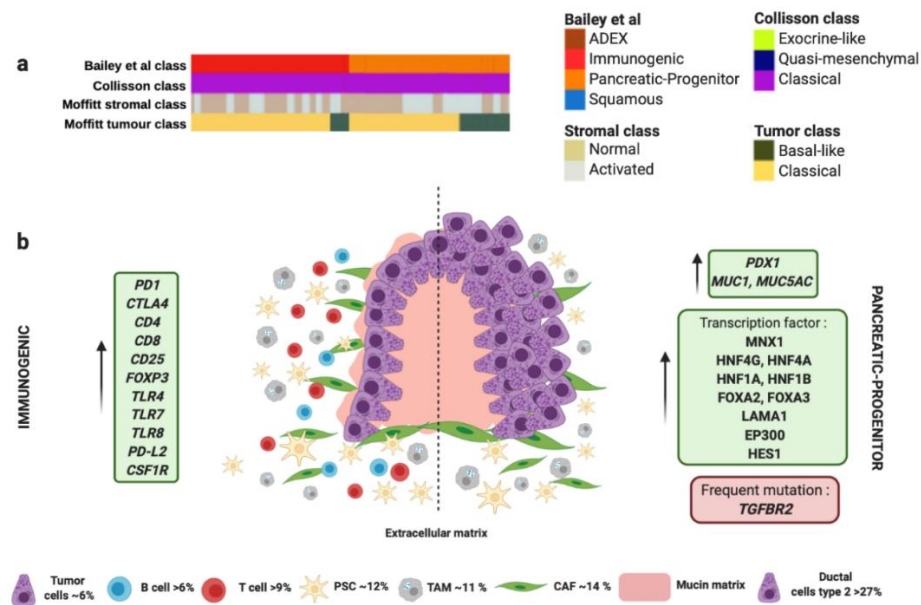 a
Bailey et al class
Collisson class
Moffitt stromal class
Moffitt tumour class
Bailey et al
ADEX
Immunogenic
Pancreatic-Progenitor
Squamous
Collisson class
Exocrine-like
Quasi-mesenchymal
Classical
Stromal class
Normal
Activated
Tumor class
Basal-like
Classical
b
IMMUNOGENIC
PD1
CTLA4
CD4
CD8
CD25
FOXP3
TLR4
TLR7
TLR8
PD-L2
CSF1R
Extracellular matrix
PDX1
MUC1, MUC5AC
Transcription factor :
MNX1
HNF4G, HNF4A
HNF1A, HNF1B
FOXA2, FOXA3
LAMA1
EP300
HES1
Frequent mutation :
TGFBR2
PANCREATIC-PROGENITOR
Tumor
cells ~6%
B cell >6%
T cell >9%
PSC ~12%
TAM ~11 %
CAF ~14 %
Mucin matrix
Ductal
cells type 2 >27%